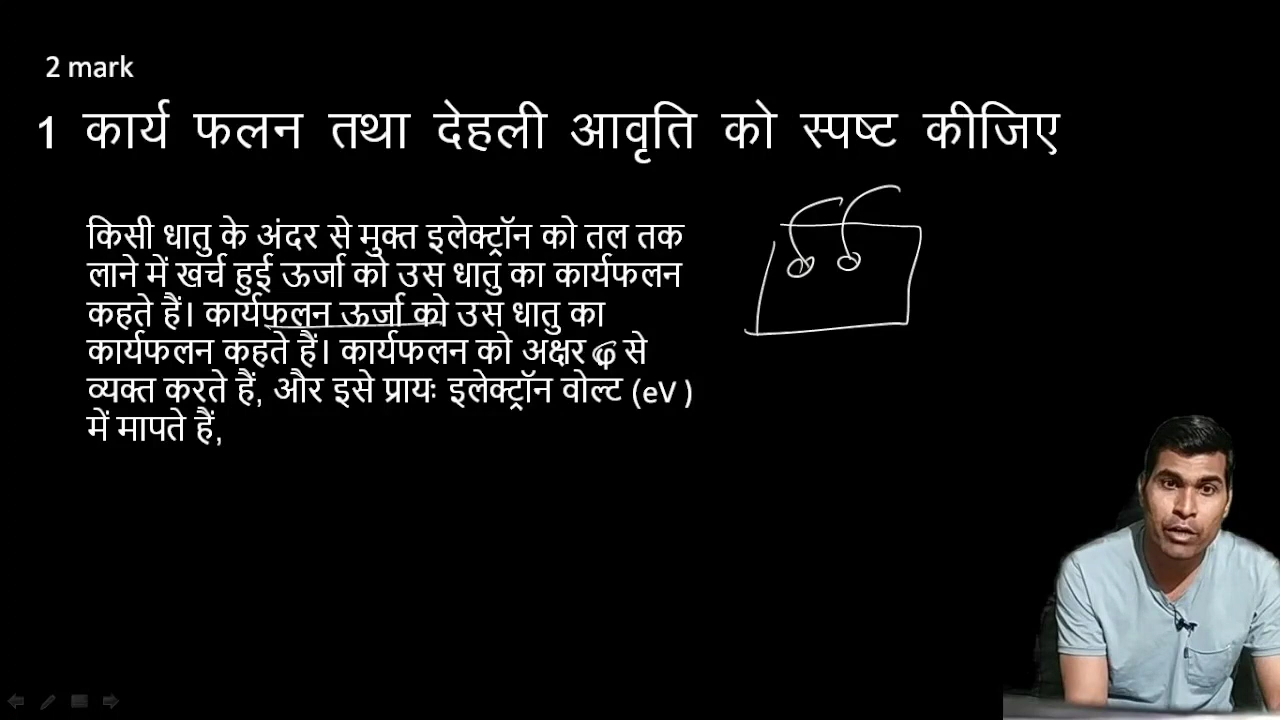 2 mark
1 कार्य फलन तथा देहली आवृति को स्पष्ट कीजिए
किसी धातु के अंदर से मुक्त इलेक्ट्रॉन को तल तक
लाने में खर्च हुई ऊर्जा को उस धातु का कार्यफलन
कहते हैं। कार्यफलन ऊर्जा को उस धातु का
कार्यफलन कहते हैं। कार्यफलन को अक्षर φ से
व्यक्त करते हैं, और इसे प्रायः इलेक्ट्रॉन वोल्ट (eV )
में मापते हैं,